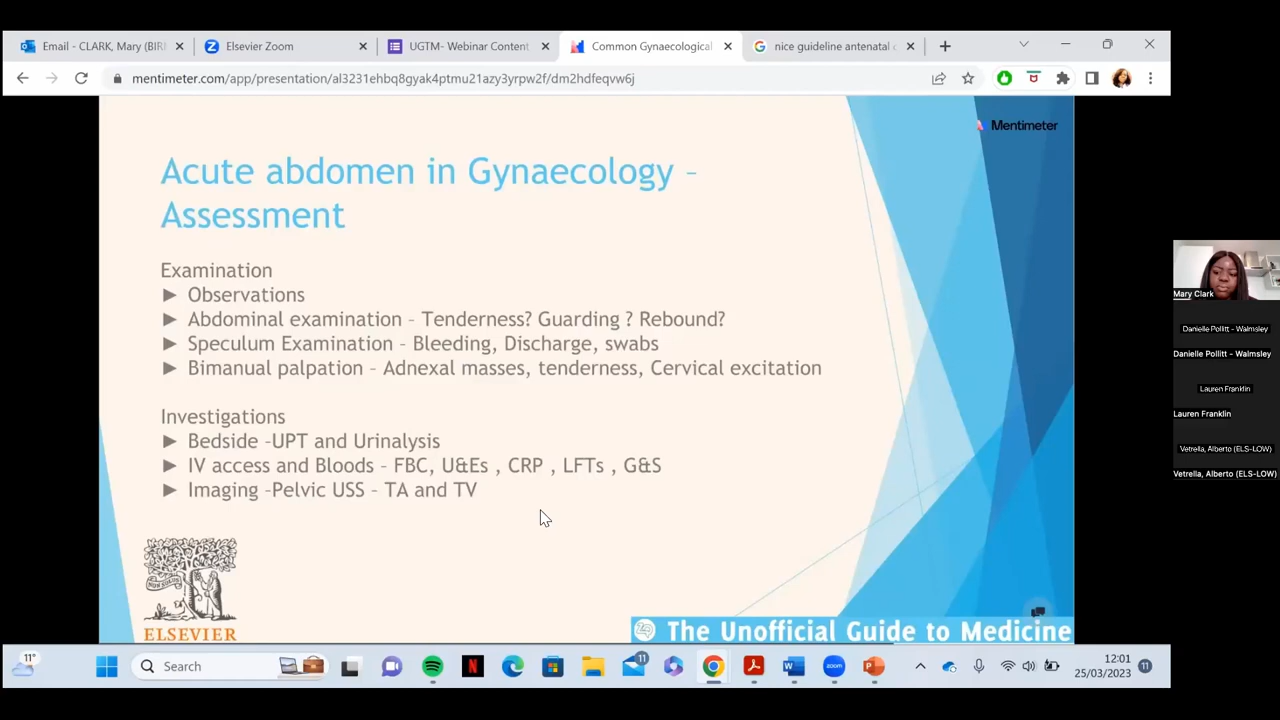 Email - CLARK, Mary (BIRI
Elsevier Zoom
UGTM- Webinar Content
Common Gynaecological
nice guideline antenatal c
mentimeter.com/app/presentation/al3231ehbq8gyak4ptmu21azy3yrpw2f/dm2hdfeqvw6j
Mentimeter
Acute abdomen in Gynaecology –
Assessment
Examination
► Observations
► Abdominal examination – Tenderness? Guarding ? Rebound?
► Speculum Examination – Bleeding, Discharge, swabs
► Bimanual palpation – Adnexal masses, tenderness, Cervical excitation
Investigations
► Bedside –UPT and Urinalysis
► IV access and Bloods – FBC, U&Es , CRP , LFTs , G&S
► Imaging –Pelvic USS – TA and TV
NON SOLUS
ELSEVIER
The Unofficial Guide to Medicine
Mary Clark
Danielle Pollitt - Walmsley
Danielle Pollitt - Walmsley
Lauren Franklin
Lauren Franklin
Vetrella, Alberto (ELS-LOW)
Vetrella, Alberto (ELS-LOW)
11°
Search
11
12:01
25/03/2023
11